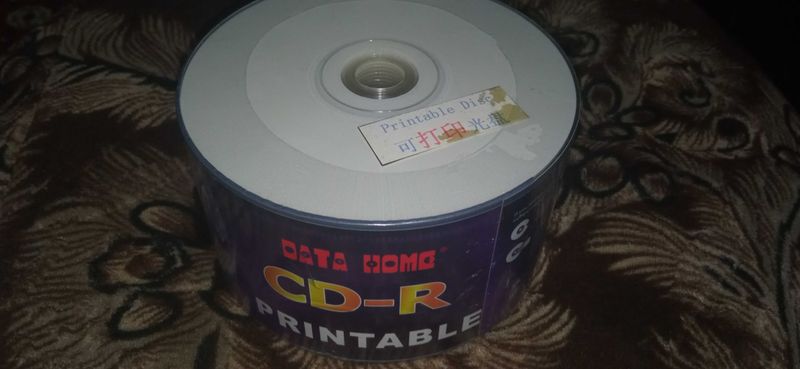 Printable Disc
可打印光盘
DATA HOME®
CD-R
PRINTABLE